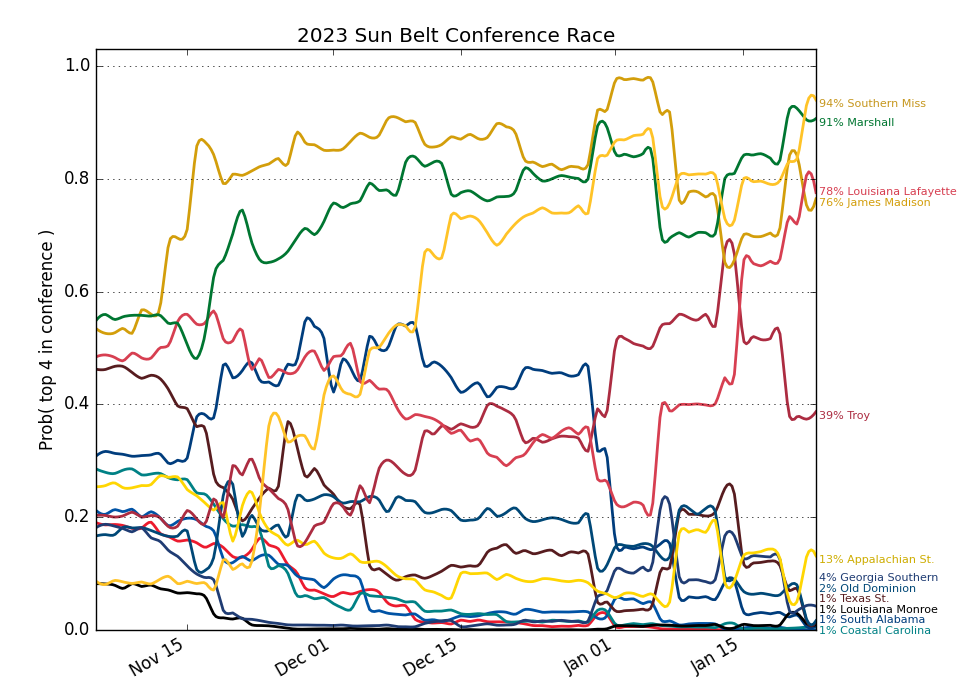 2023 Sun Belt Conference Race
Prob( top 4 in conference )
1.0
0.8
0.6
0.4
0.2
0.0
Nov 15
Dec 01
Dec 15
Jan 01
Jan 15
94% Southern Miss
91% Marshall
78% Louisiana Lafayette
76% James Madison
39% Troy
13% Appalachian St.
4% Georgia Southern
2% Old Dominion
1% Texas St.
1% Louisiana Monroe
1% South Alabama
1% Coastal Carolina